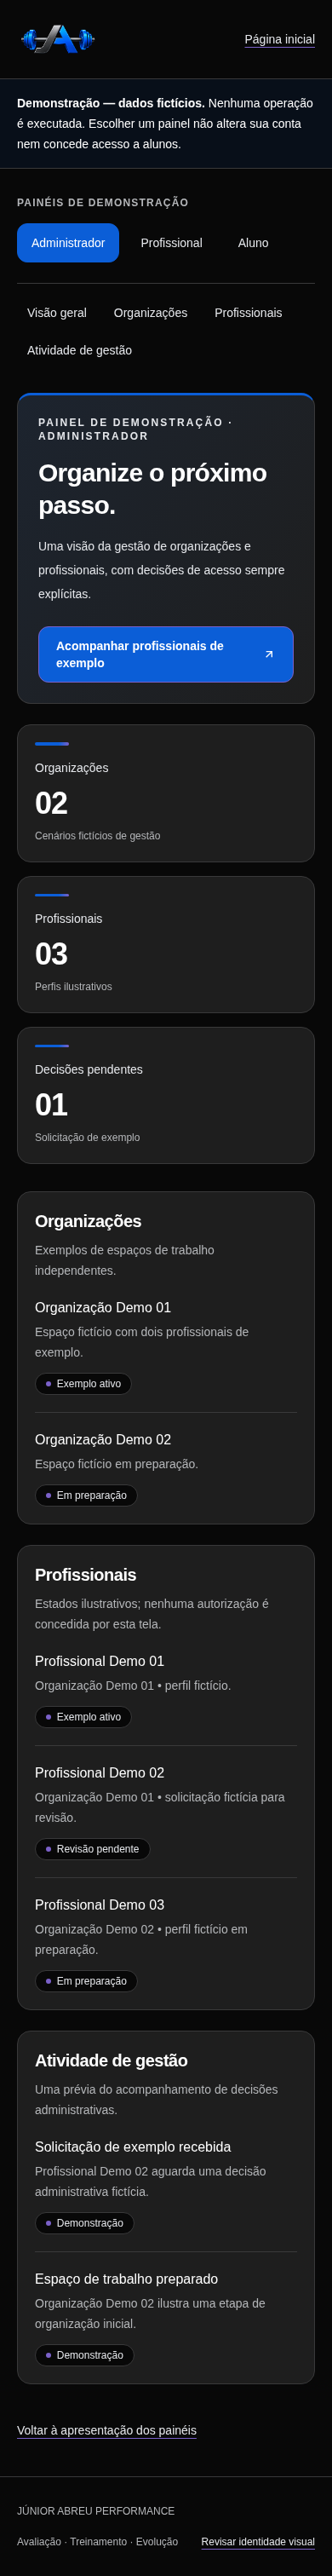 Página inicial
Demonstração — dados fictícios. Nenhuma operação
é executada. Escolher um painel não altera sua conta
nem concede acesso a alunos.
PAINÉIS DE DEMONSTRAÇÃO
Administrador Profissional Aluno
Visão geral Organizações Profissionais
Atividade de gestão
PAINEL DE DEMONSTRAÇÃO ·
ADMINISTRADOR
Organize o próximo
passo.
Uma visão da gestão de organizações e
profissionais, com decisões de acesso sempre
explícitas.
Acompanhar profissionais de
exemplo
Organizações
02
Cenários fictícios de gestão
Profissionais
03
Perfis ilustrativos
Decisões pendentes
01
Solicitação de exemplo
Organizações
Exemplos de espaços de trabalho
independentes.
Organização Demo 01
Espaço fictício com dois profissionais de
exemplo.
Exemplo ativo
Organização Demo 02
Espaço fictício em preparação.
Em preparação
Profissionais
Estados ilustrativos; nenhuma autorização é
concedida por esta tela.
Profissional Demo 01
Organização Demo 01 • perfil fictício.
Exemplo ativo
Profissional Demo 02
Organização Demo 01 • solicitação fictícia para
revisão.
Revisão pendente
Profissional Demo 03
Organização Demo 02 • perfil fictício em
preparação.
Em preparação
Atividade de gestão
Uma prévia do acompanhamento de decisões
administrativas.
Solicitação de exemplo recebida
Profissional Demo 02 aguarda uma decisão
administrativa fictícia.
Demonstração
Espaço de trabalho preparado
Organização Demo 02 ilustra uma etapa de
organização inicial.
Demonstração
Voltar à apresentação dos painéis
JÚNIOR ABREU PERFORMANCE
Avaliação · Treinamento · Evolução Revisar identidade visual